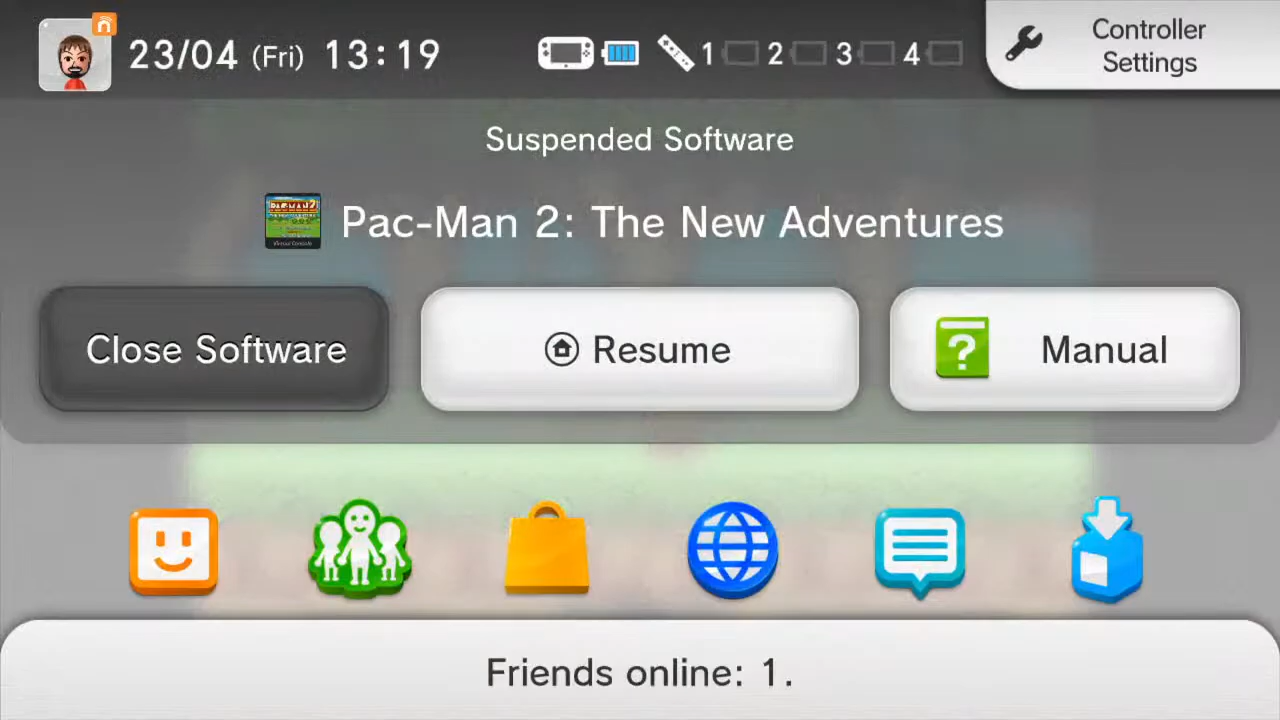 23/04 (Fri) 13:19
1 2 3 4
Controller
Settings
Suspended Software
Pac-Man 2: The New Adventures
Close Software
Resume
? Manual
Friends online: 1.